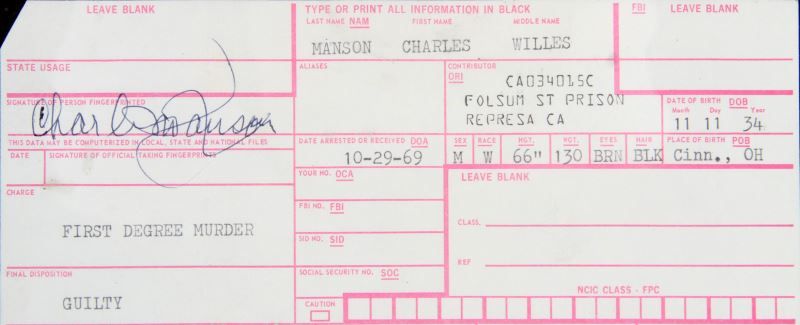 LEAVE BLANK
TYPE OR PRINT ALL INFORMATION IN BLACK
FBI LEAVE BLANK
LAST NAME NAM FIRST NAME MIDDLE NAME
MANSON CHARLES WILLES
STATE USAGE
ALIASES
CONTRIBUTOR
ORI
CA034015C
FOLSUM ST PRISON
REPRESA CA
SIGNATURE OF PERSON FINGERPRINTED
Charles Manson
DATE OF BIRTH DOB
Month Day Year
11 11 34
THIS DATA MAY BE COMPUTERIZED IN LOCAL, STATE AND NATIONAL FILES
DATE ARRESTED OR RECEIVED DOA
10-29-69
SEX RACE HGT. WGT. EYES HAIR PLACE OF BIRTH POB
M W 66" 130 BRN BLK Cinn., OH
DATE SIGNATURE OF OFFICIAL TAKING FINGERPRINTS
YOUR NO. OCA
LEAVE BLANK
CHARGE
FIRST DEGREE MURDER
FBI NO. FBI
CLASS.
SID NO. SID
REF
FINAL DISPOSITION
GUILTY
SOCIAL SECURITY NO. SOC
NCIC CLASS - FPC
CAUTION